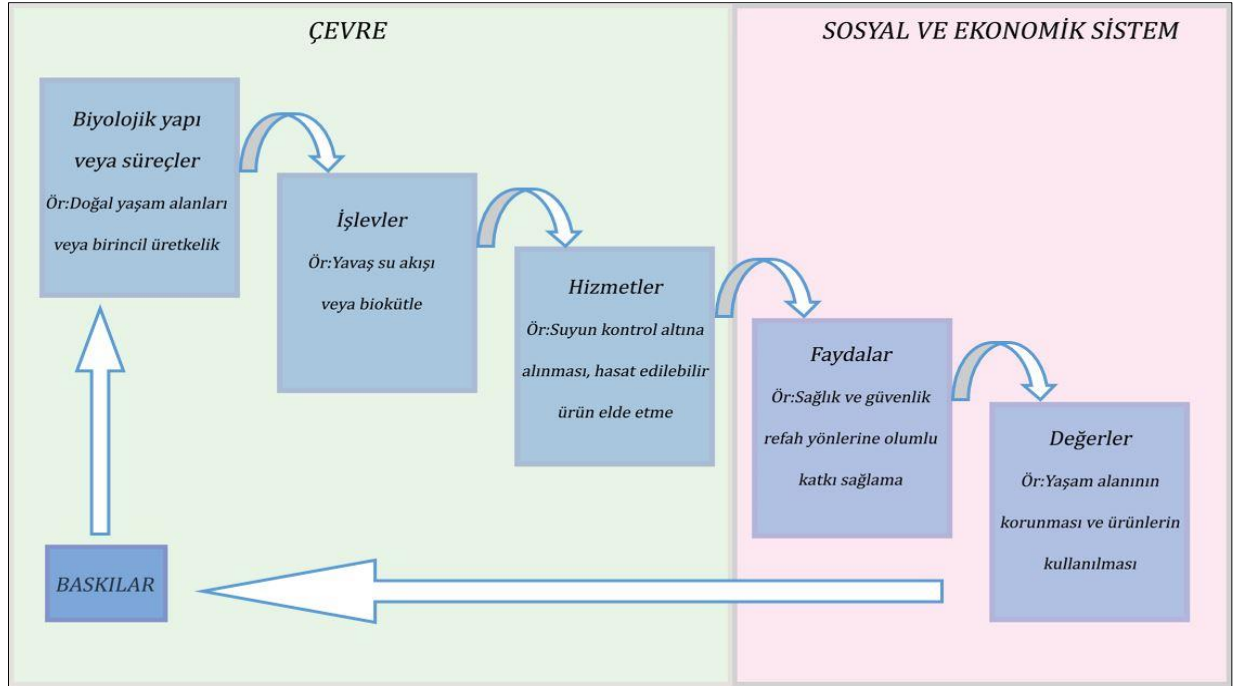 ÇEVRE
SOSYAL VE EKONOMİK SİSTEM
Biyolojik yapı
veya süreçler
Ör:Doğal yaşam alanları
veya birincil üretkelik
İşlevler
Ör:Yavaş su akışı
veya biokütle
Hizmetler
Ör:Suyun kontrol altına
alınması, hasat edilebilir
ürün elde etme
Faydalar
Ör:Sağlık ve güvenlik
refah yönlerine olumlu
katkı sağlama
Değerler
Ör:Yaşam alanının
korunması ve ürünlerin
kullanılması
BASKILAR